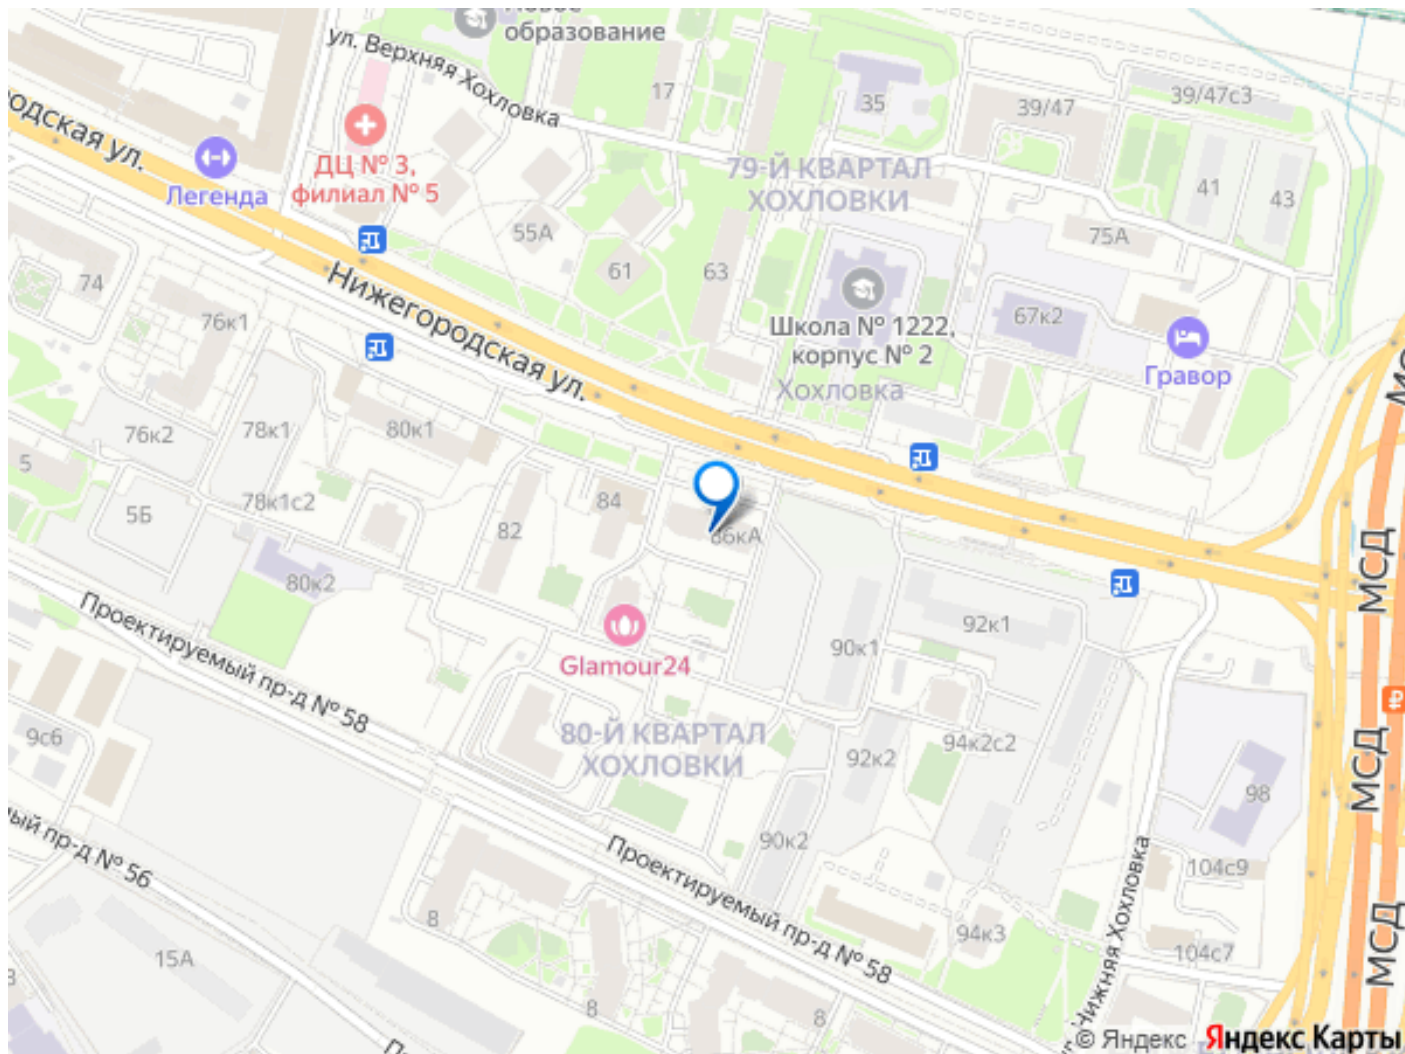 Новое
образование
ул. Верхняя Хохловка
17
35
39/47
39/47с3
ородская ул.
Легенда
ДЦ № 3,
филиал № 5
79-Й КВАРТАЛ
ХОХЛОВКИ
41
43
55А
61
63
75А
74
76к1
Нижегородская ул.
Школа № 1222,
корпус № 2
Хохловка
67к2
Гравор
76к2
78к1
80к1
5
78к1с2
5Б
82
84
86кА
80к2
Проектируемый пр-д № 58
Glamour24
90к1
92к1
МСД
80-Й КВАРТАЛ
ХОХЛОВКИ
9с6
92к2
94к2с2
98
МСД
90к2
Проектируемый пр-д № 58
ый пр-д № 56
104с9
8
94к3
15А
104с7
Нижняя Хохловка
МСД
8
8
© Яндекс Яндекс Карты